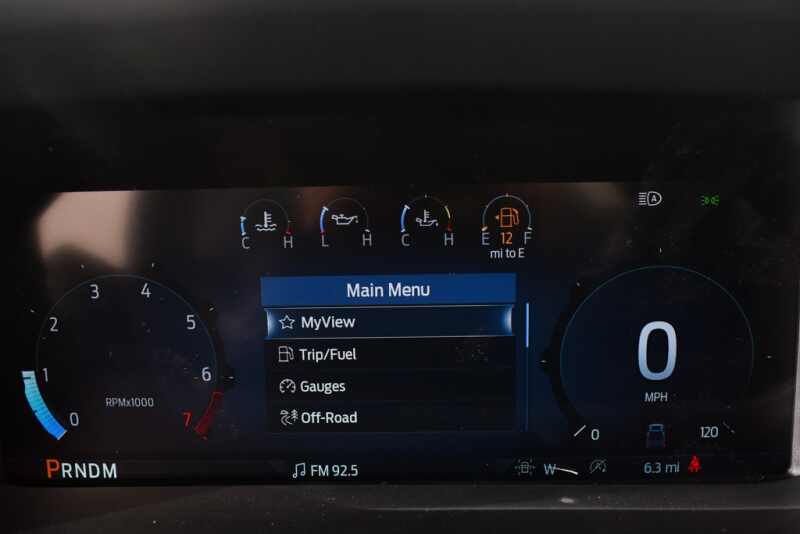 C H L H C H E 12 F
mi to E
A
Main Menu
MyView
Trip/Fuel
Gauges
Off-Road
0 1 2 3 4 5 6 7
RPMx1000
0
MPH
0 120
PRNDM
FM 92.5
W
6.3 mi